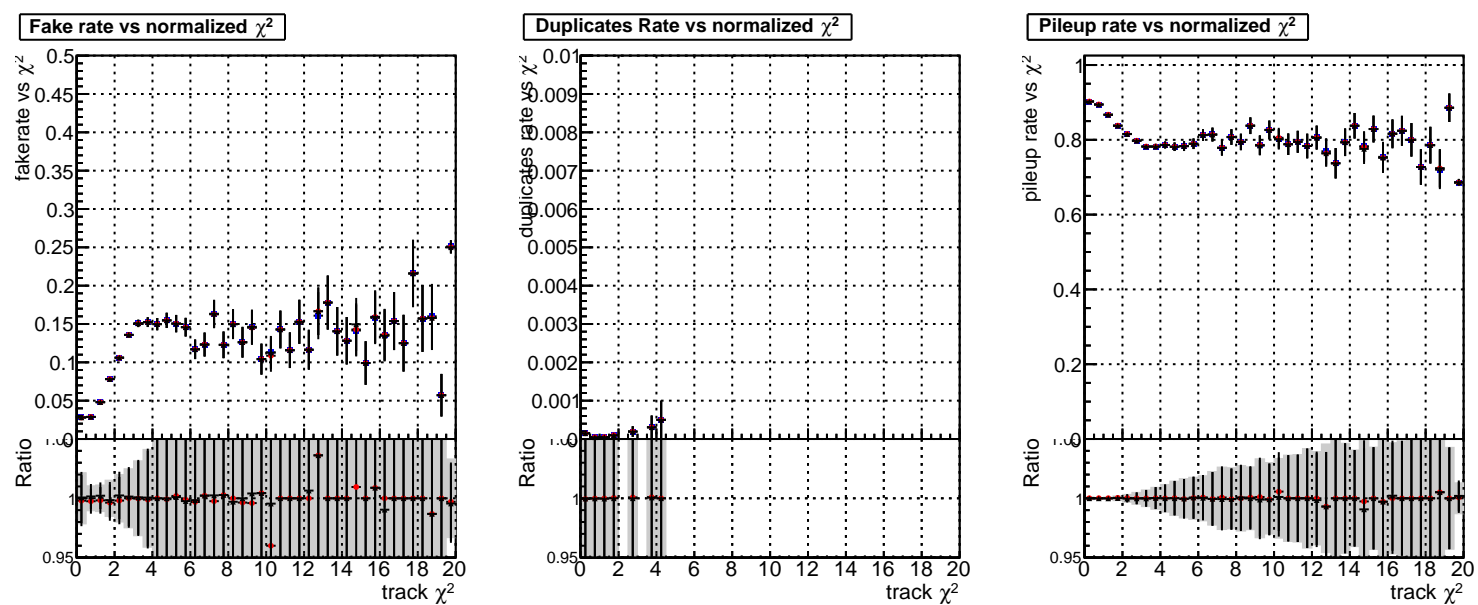 Fake rate vs normalized χ²
fakerate vs χ²
0.5
0.45
0.4
0.35
0.3
0.25
0.2
0.15
0.1
0.05
0
Ratio
1
0.95
0 2 4 6 8 10 12 14 16 18 20
track χ²
Duplicates Rate vs normalized χ²
duplicates rate vs χ²
0.01
0.009
0.008
0.007
0.006
0.005
0.004
0.003
0.002
0.001
0
Ratio
1
0.95
0 2 4 6 8 10 12 14 16 18 20
track χ²
Pileup rate vs normalized χ²
pileup rate vs χ²
1
0.8
0.6
0.4
0.2
0
Ratio
1
0.95
0 2 4 6 8 10 12 14 16 18 20
track χ²